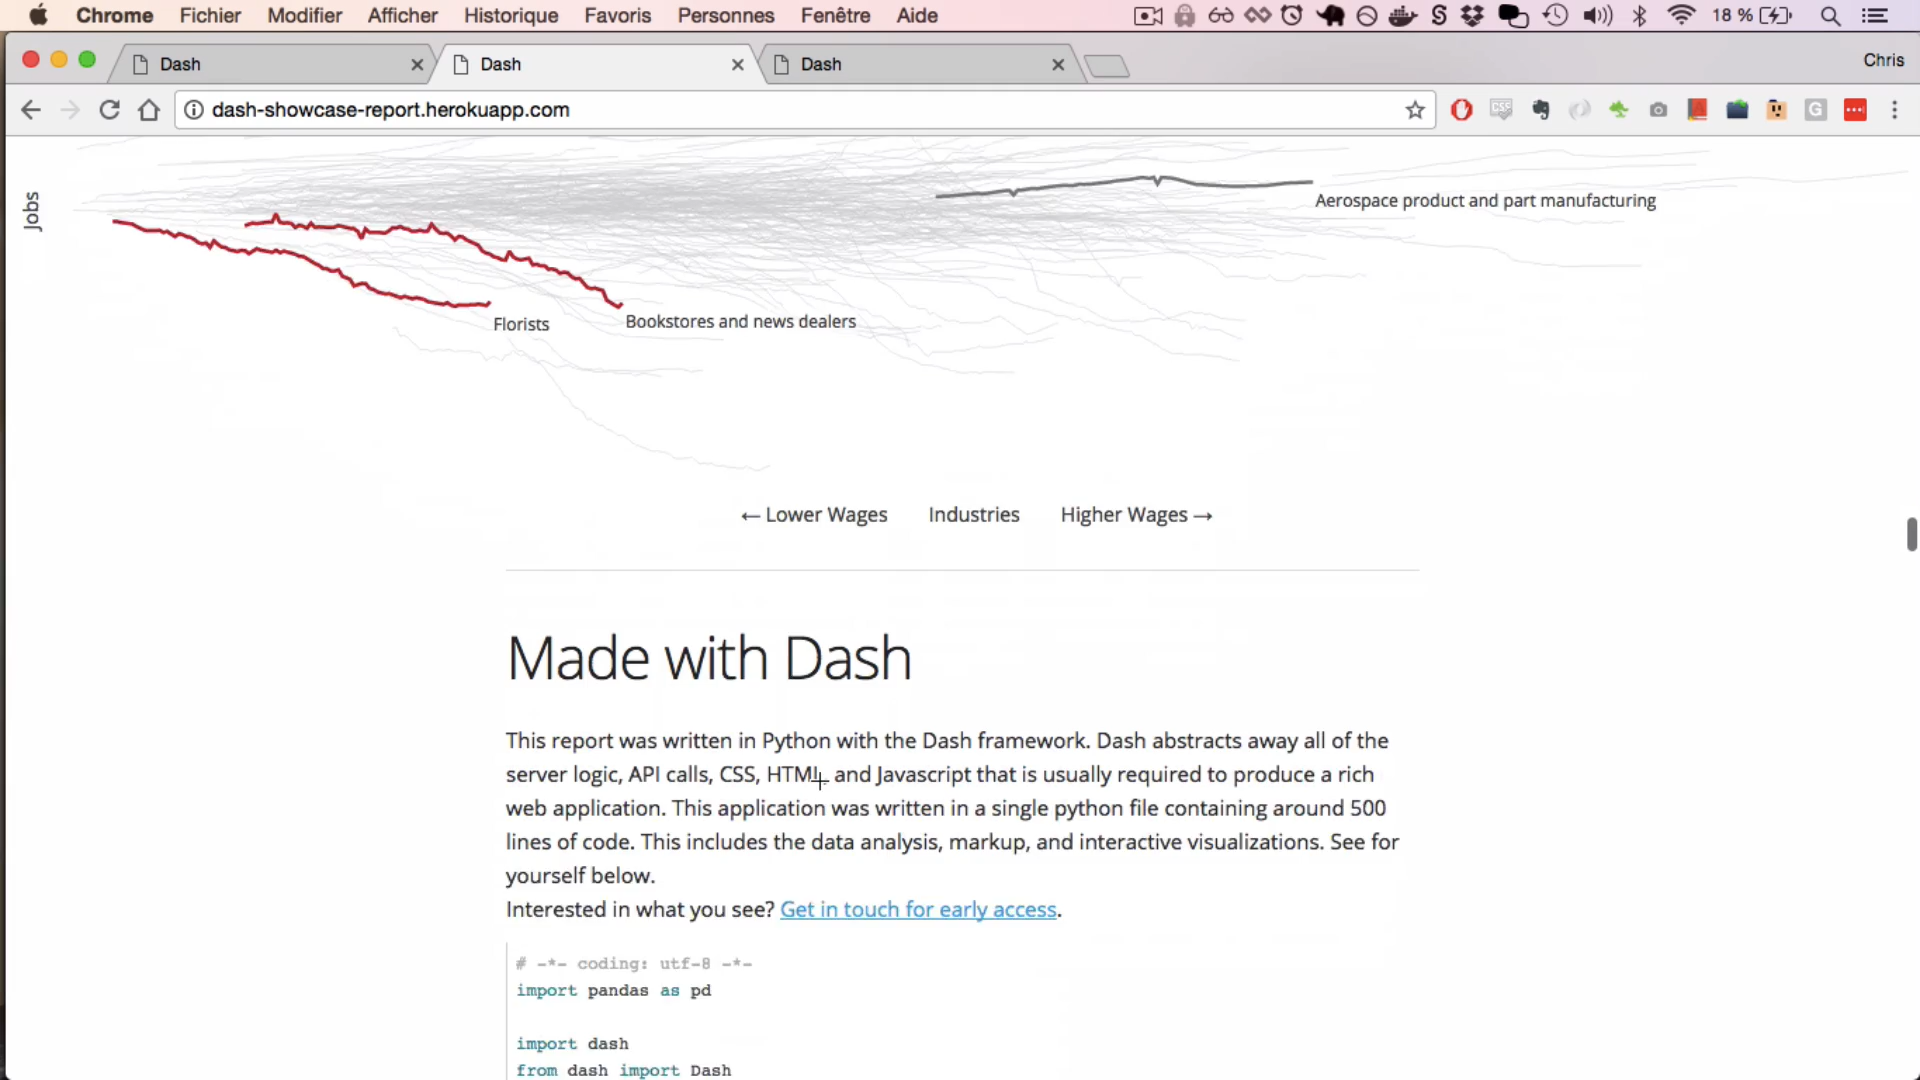 Chrome Fichier Modifier Afficher Historique Favoris Personnes Fenêtre Aide 18 %
Dash Dash Dash Chris
dash-showcase-report.herokuapp.com
Jobs
Aerospace product and part manufacturing
Florists
Bookstores and news dealers
← Lower Wages Industries Higher Wages →
Made with Dash
This report was written in Python with the Dash framework. Dash abstracts away all of the
server logic, API calls, CSS, HTML and Javascript that is usually required to produce a rich
web application. This application was written in a single python file containing around 500
lines of code. This includes the data analysis, markup, and interactive visualizations. See for
yourself below.
Interested in what you see? Get in touch for early access.
# -*- coding: utf-8 -*-
import pandas as pd
import dash
from dash import Dash